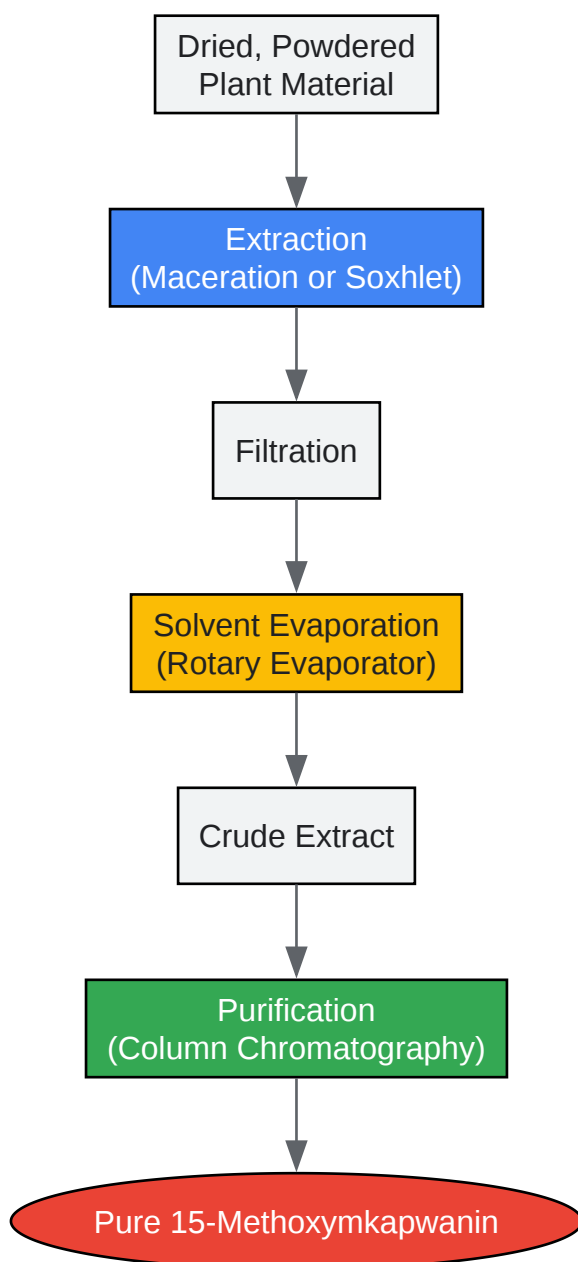 Dried, Powdered
Plant Material
Extraction
(Maceration or Soxhlet)
Filtration
Solvent Evaporation
(Rotary Evaporator)
Crude Extract
Purification
(Column Chromatography)
Pure 15-Methoxymkapwanin